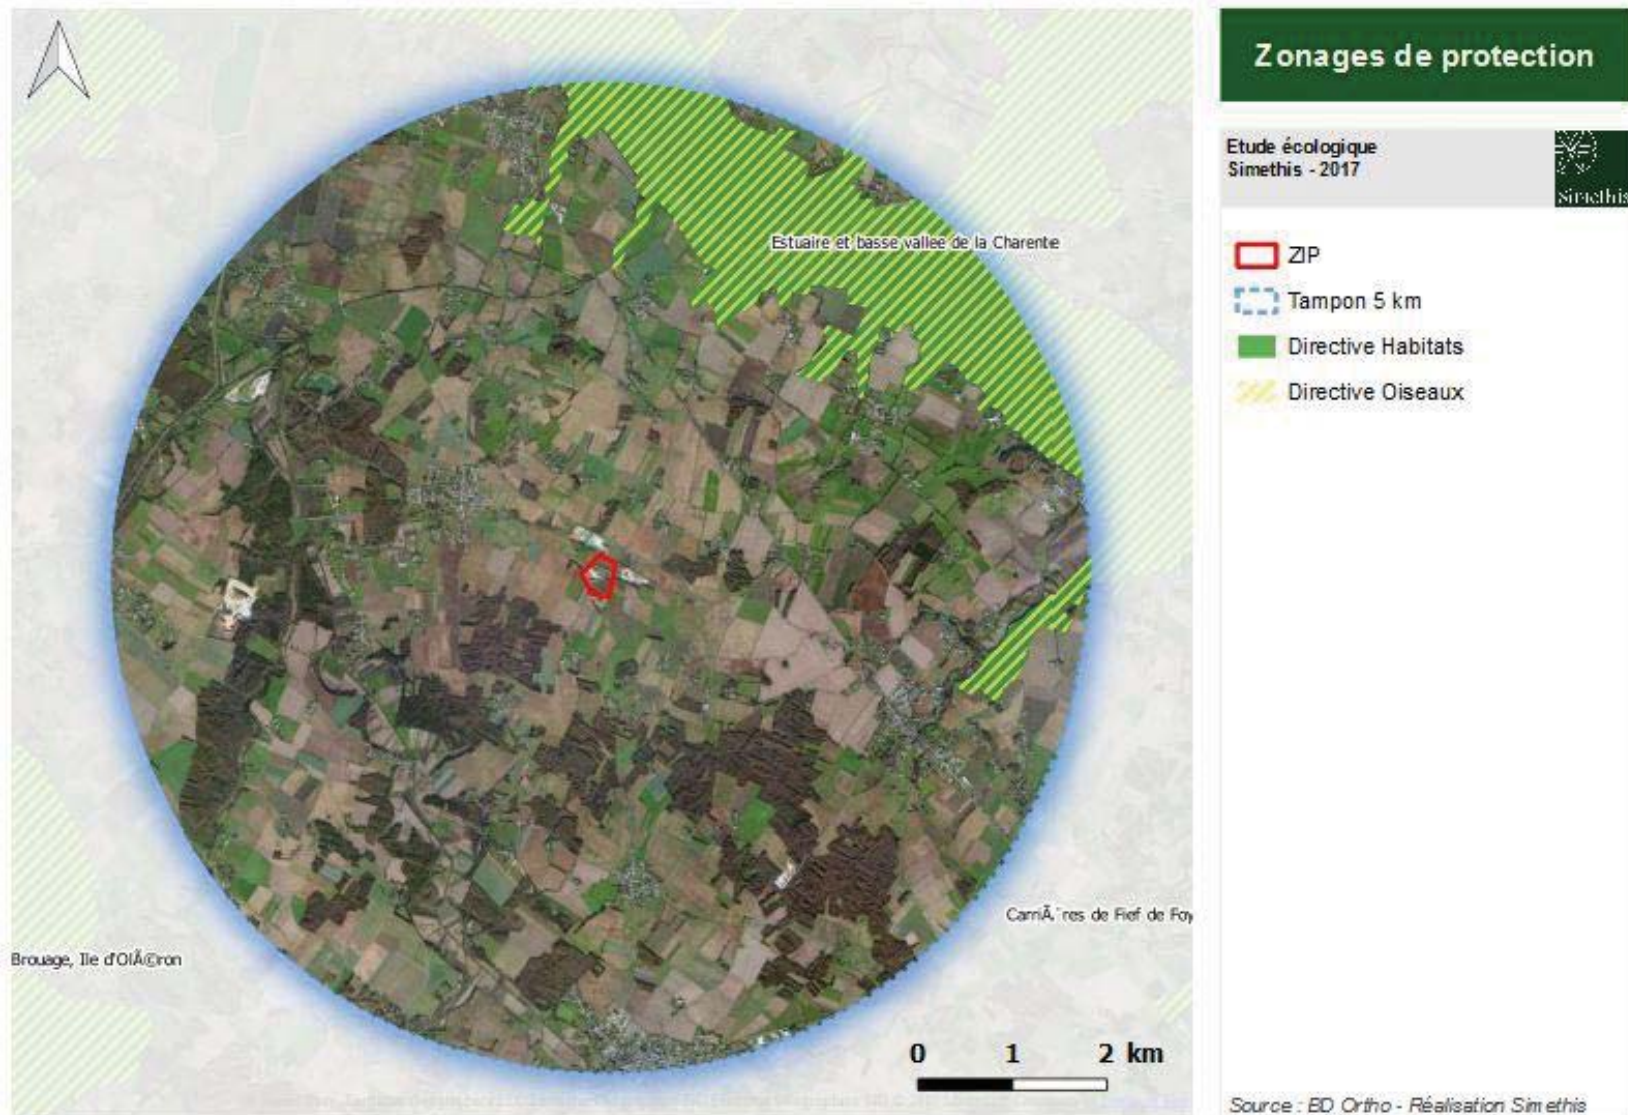 Zonages de protection
Etude écologique
Simethis - 2017
Simethis
ZIP
Tampon 5 km
Directive Habitats
Directive Oiseaux
Estuaire et basse vallee de la Charente
CarriÃ¨res de Fief de Foy
Brouage, Ile d'OlÃ©ron
0 1 2 km
Source : BD Ortho - Réalisation Simethis